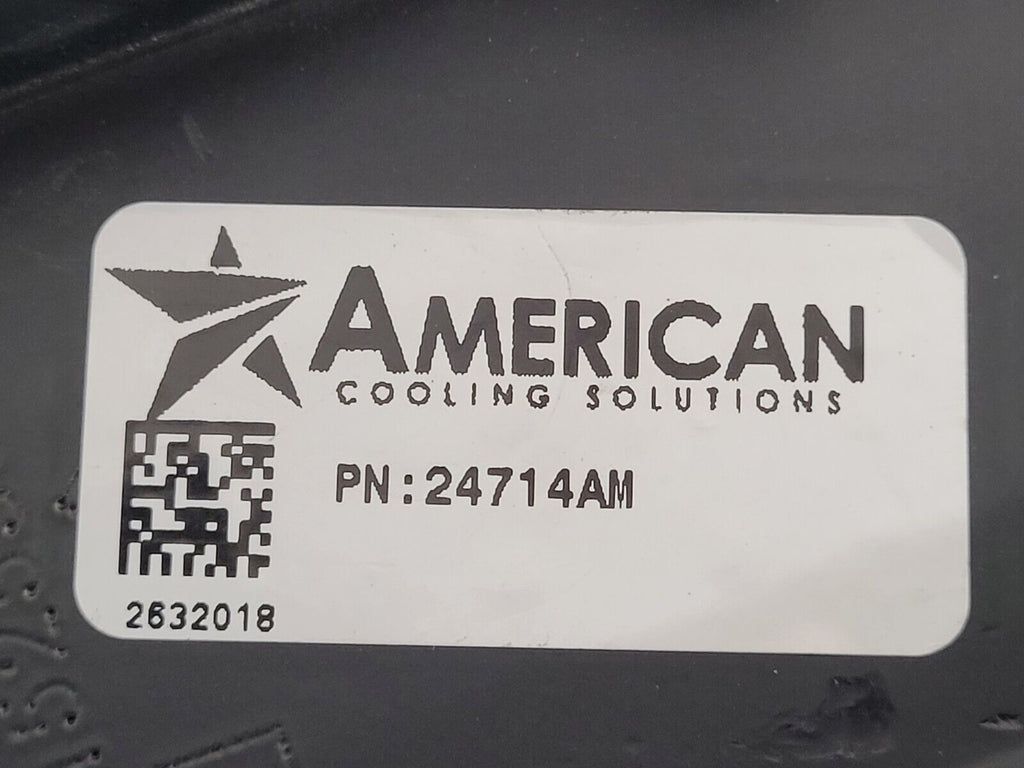 AMERICAN
COOLING SOLUTIONS
PN:24714AM
2632018